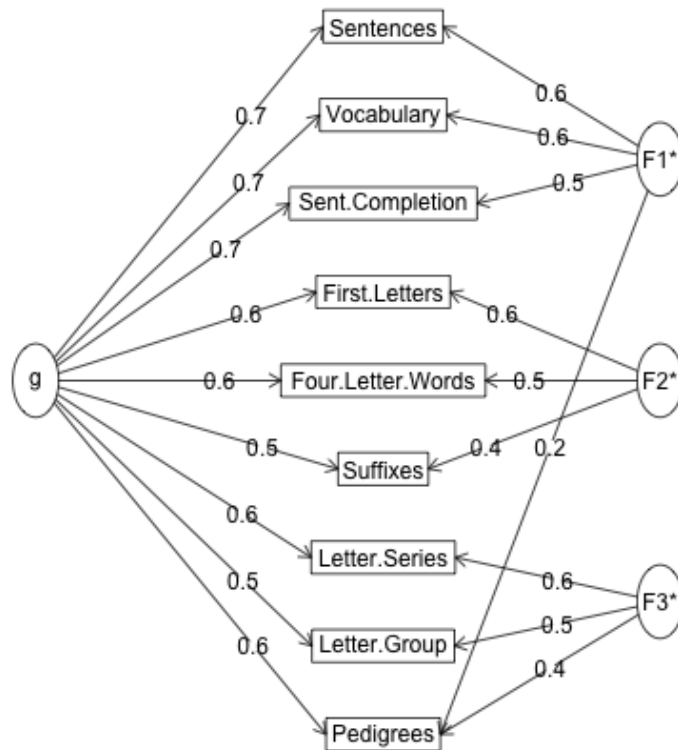 Sentences
0.6
0.7
Vocabulary
0.6
F1*
0.7
Sent.Completion
0.5
0.7
First.Letters
0.6
0.6
g
0.6
Four.Letter.Words
0.5
F2*
0.5
Suffixes
0.4
0.2
0.6
Letter.Series
0.6
F3*
0.5
Letter.Group
0.5
0.6
0.4
Pedigrees